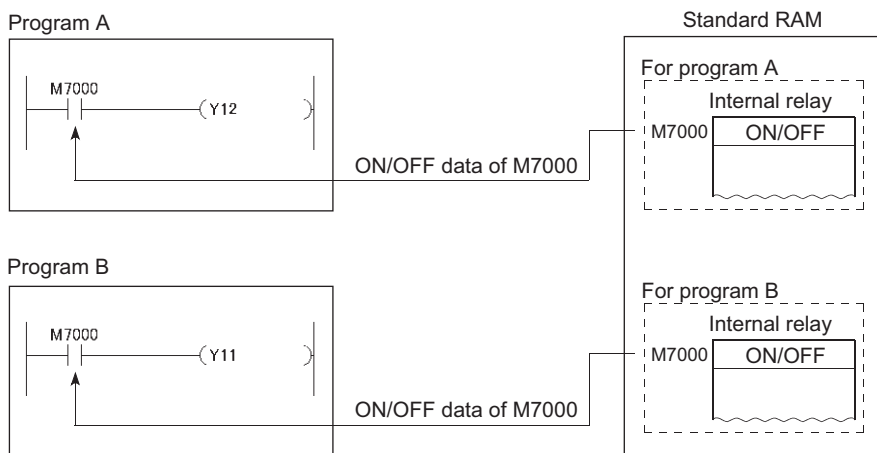 Program A
M7000
Y12
ON/OFF data of M7000
Standard RAM
For program A
Internal relay
M7000
ON/OFF
Program B
M7000
Y11
ON/OFF data of M7000
For program B
Internal relay
M7000
ON/OFF